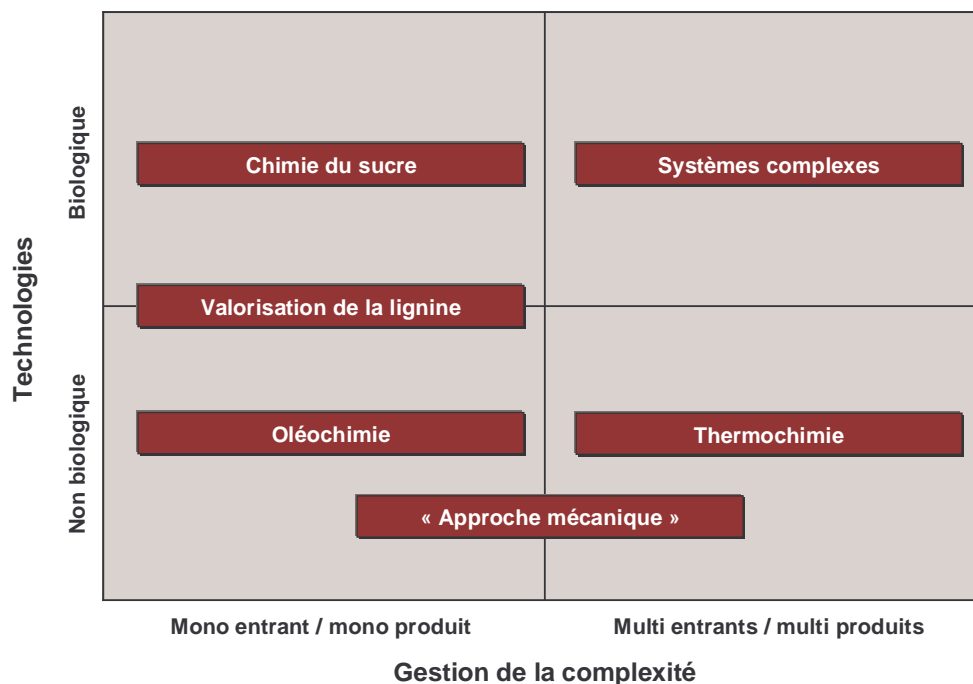 Technologies
Biologique
Non biologique
Chimie du sucre
Systèmes complexes
Valorisation de la lignine
Oléochimie
Thermochimie
« Approche mécanique »
Mono entrant / mono produit
Multi entrants / multi produits
Gestion de la complexité